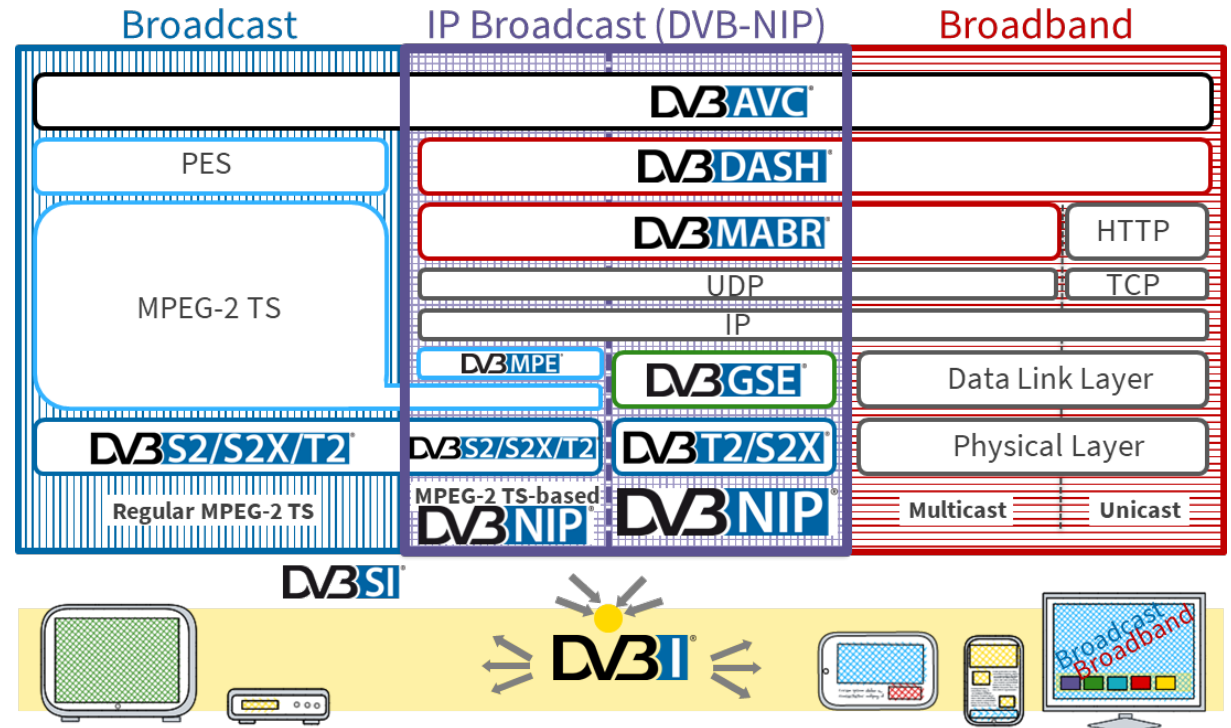 Broadcast
IP Broadcast (DVB-NIP)
Broadband
DVB AVC
PES
DVB DASH
DVB MABR
HTTP
MPEG-2 TS
UDP
TCP
IP
DVB MPE
DVB GSE
Data Link Layer
DVB S2/S2X/T2
DVB S2/S2X/T2
DVB T2/S2X
Physical Layer
Regular MPEG-2 TS
MPEG-2 TS-based
DVB NIP
DVB NIP
Multicast
Unicast
DVB SI
DVB I
Broadcast
Broadband